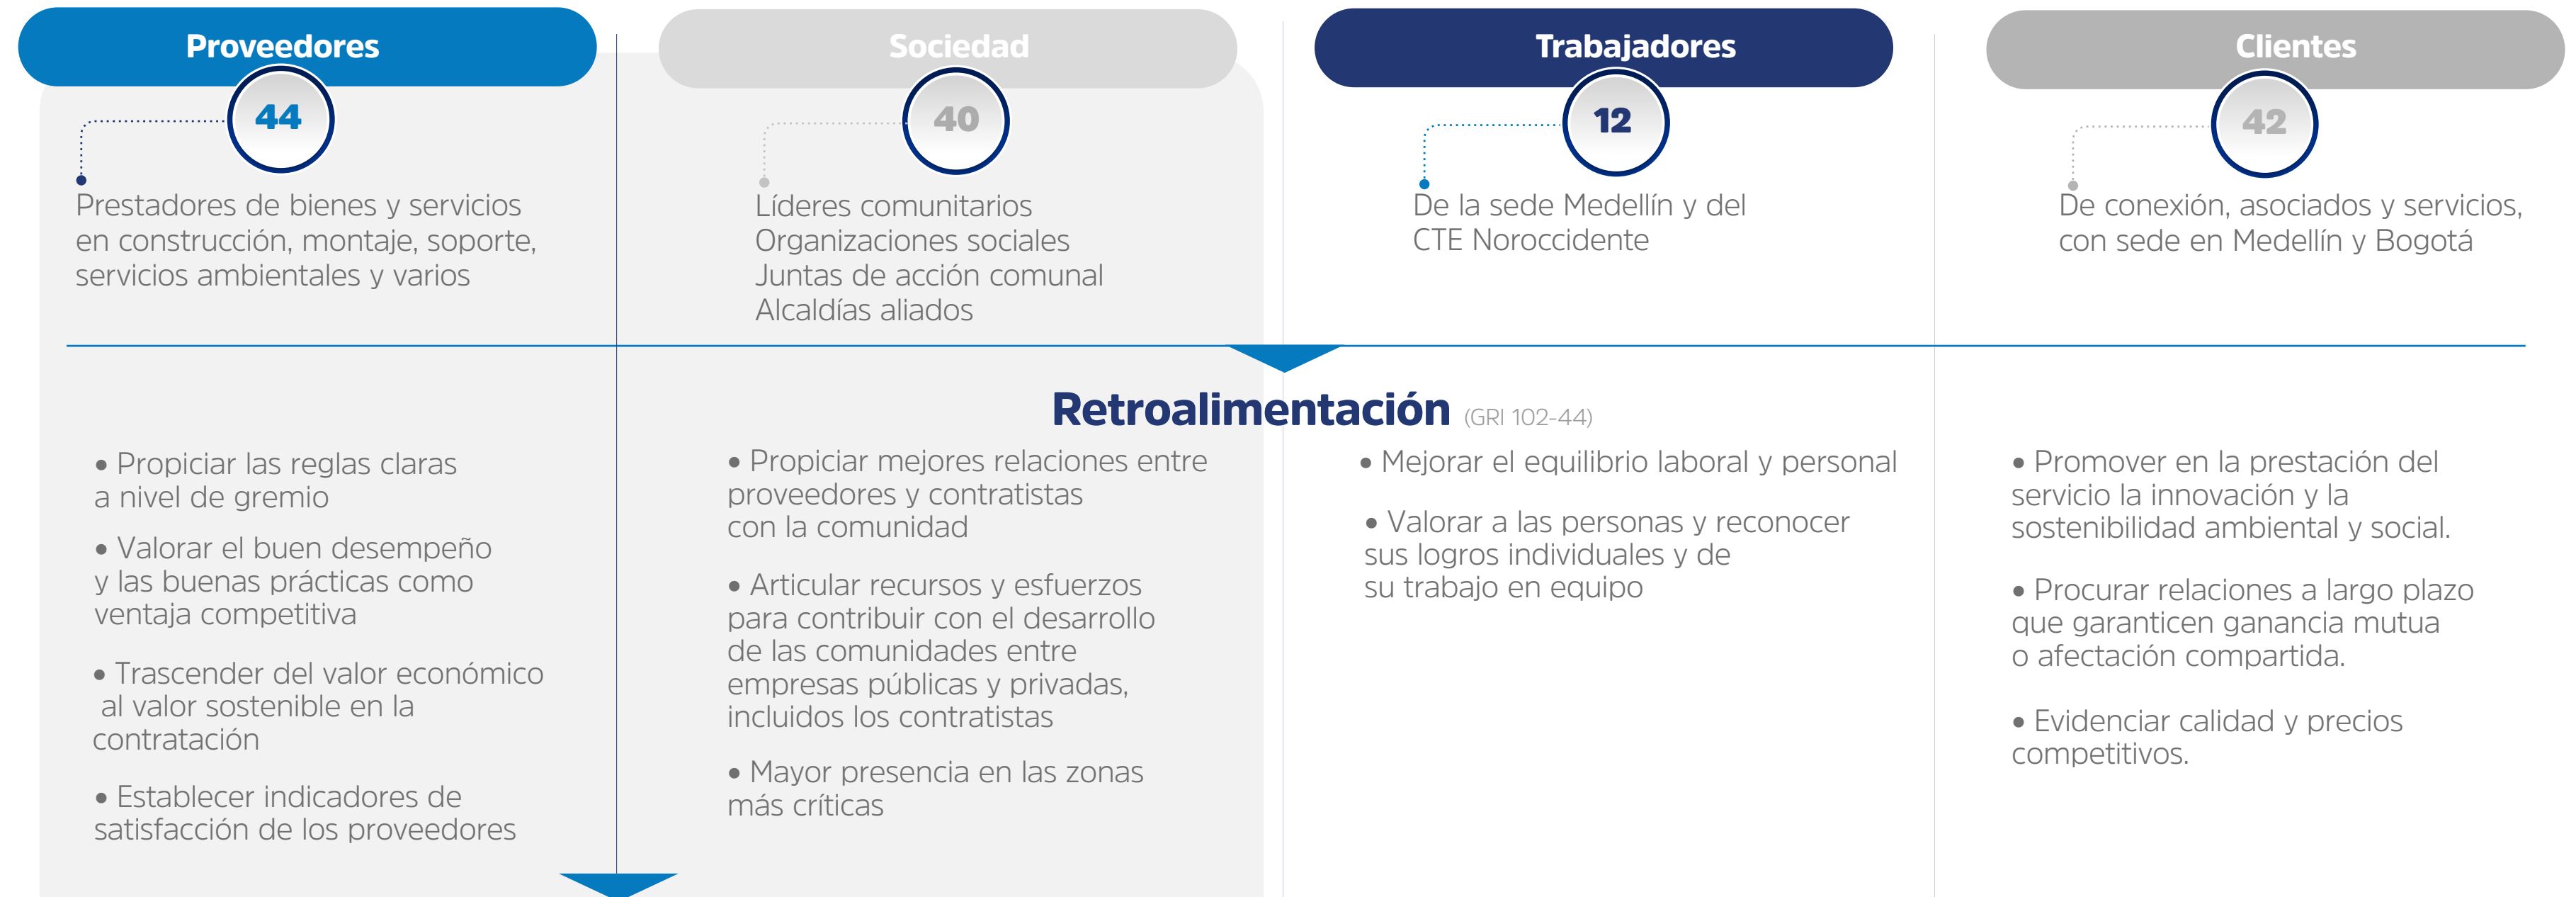 Proveedores
44
Prestadores de bienes y servicios
en construcción, montaje, soporte,
servicios ambientales y varios
Sociedad
40
Líderes comunitarios
Organizaciones sociales
Juntas de acción comunal
Alcaldías aliados
Trabajadores
12
De la sede Medellín y del
CTE Noroccidente
Clientes
42
De conexión, asociados y servicios,
con sede en Medellín y Bogotá
Retroalimentación (GRI 102-44)
• Propiciar las reglas claras
a nivel de gremio
• Valorar el buen desempeño
y las buenas prácticas como
ventaja competitiva
• Trascender del valor económico
al valor sostenible en la
contratación
• Establecer indicadores de
satisfacción de los proveedores
• Propiciar mejores relaciones entre
proveedores y contratistas
con la comunidad
• Articular recursos y esfuerzos
para contribuir con el desarrollo
de las comunidades entre
empresas públicas y privadas,
incluidos los contratistas
• Mayor presencia en las zonas
más críticas
• Mejorar el equilibrio laboral y personal
• Valorar a las personas y reconocer
sus logros individuales y de
su trabajo en equipo
• Promover en la prestación del
servicio la innovación y la
sostenibilidad ambiental y social.
• Procurar relaciones a largo plazo
que garanticen ganancia mutua
o afectación compartida.
• Evidenciar calidad y precios
competitivos.